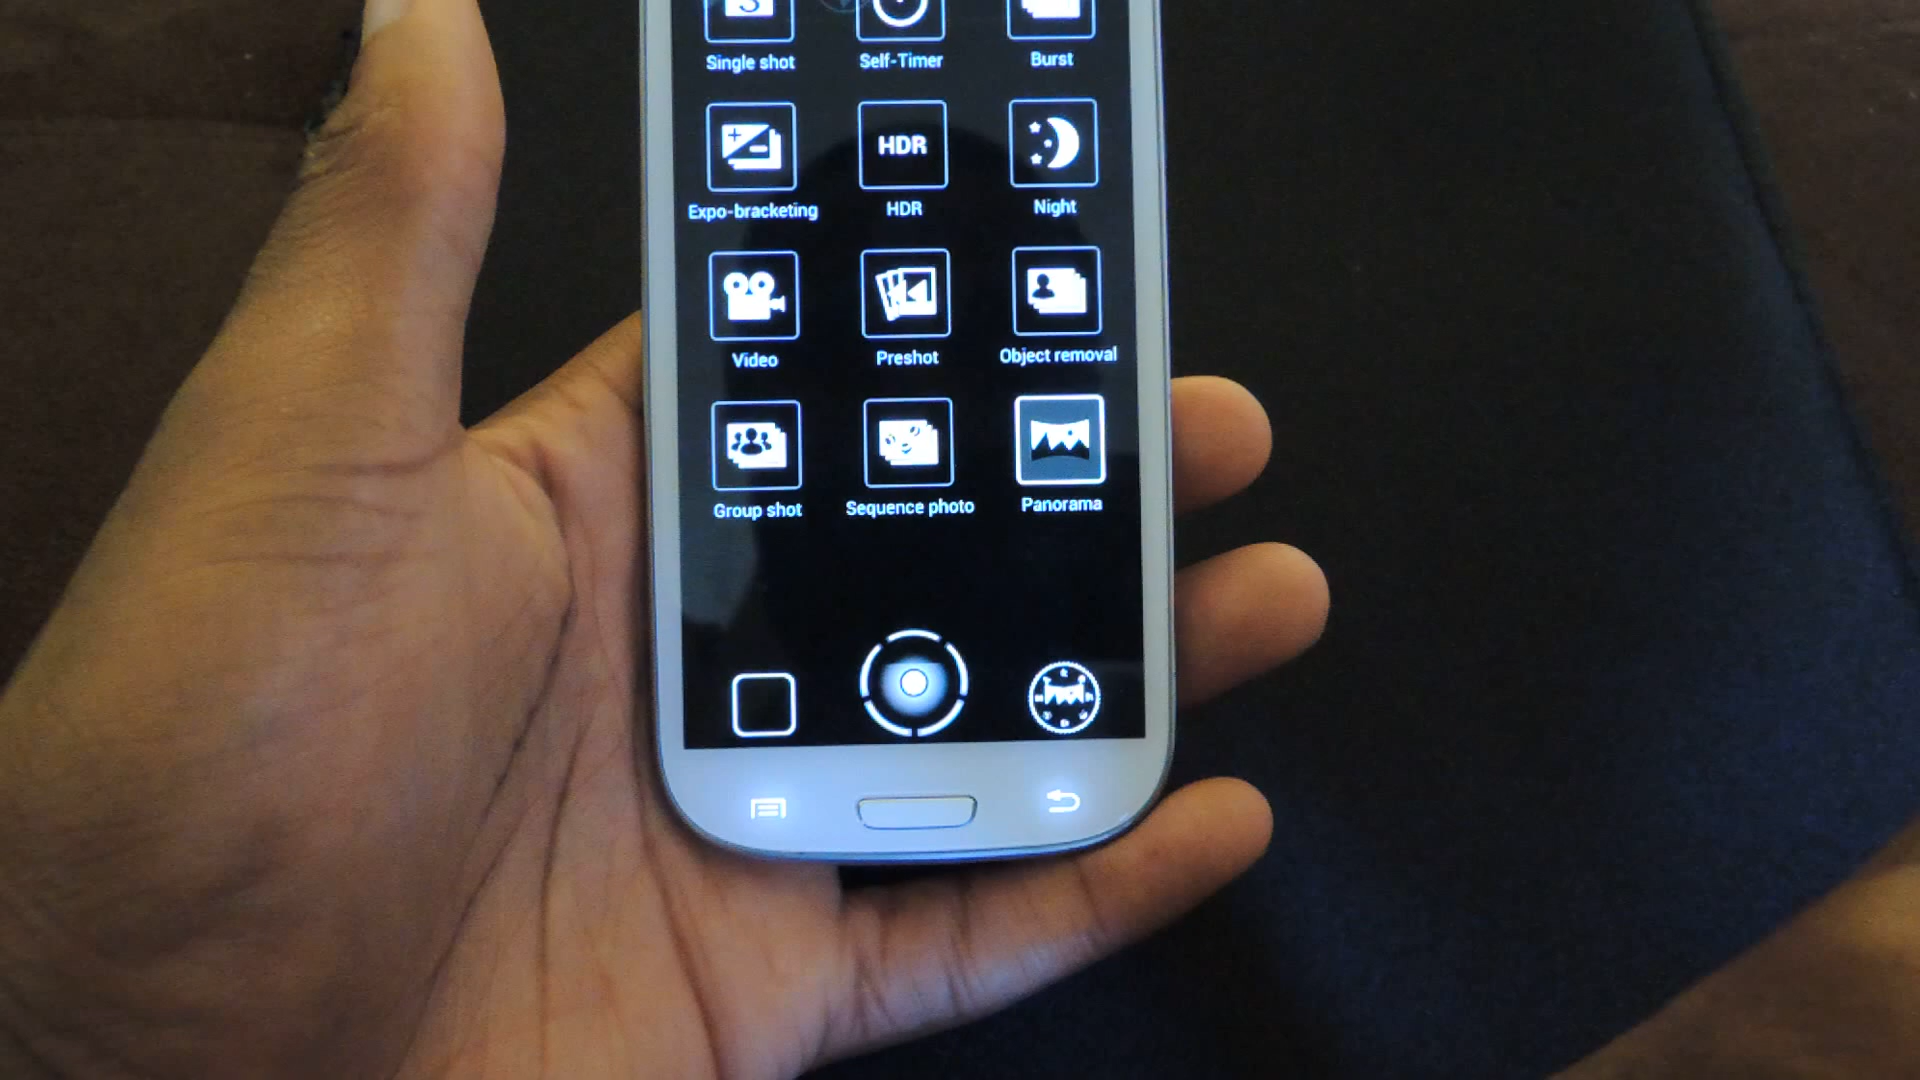 S
Single shot
Self-Timer
Burst
HDR
Expo-bracketing
HDR
Night
Video
Preshot
Object removal
Group shot
Sequence photo
Panorama